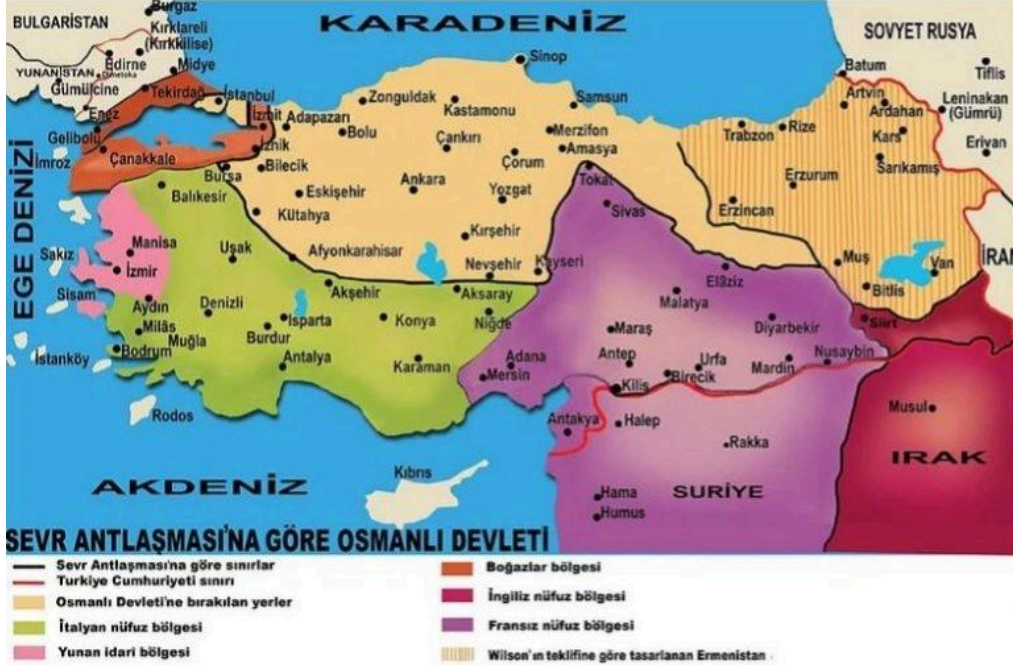 BULGARİSTAN
Burgaz
Kırklareli
(Kırkkilise)
Edirne
YUNANİSTAN
Dimetoka
Gümülcine
Midye
Tekirdağ
İstanbul
Enez
Gelibolu
İmroz
Çanakkale
KARADENİZ
Sinop
Zonguldak
Kastamonu
Samsun
İzmit
Adapazarı
Bolu
Çankırı
Merzifon
Amasya
İznik
Bilecik
Bursa
Çorum
Tokat
Balıkesir
Eskişehir
Ankara
Yozgat
Sivas
Kütahya
Kırşehir
Afyonkarahisar
Nevşehir
Kayseri
SOVYET RUSYA
Batum
Tiflis
Artvin
Ardahan
Leninakan
(Gümrü)
Trabzon
Rize
Kars
Erivan
Sarıkamış
Erzurum
Erzincan
İRAN
Muş
Van
Bitlis
Siirt
EGE DENİZİ
Sakız
Manisa
İzmir
Uşak
Sisam
Aydın
Denizli
Akşehir
Aksaray
Milâs
Muğla
Isparta
Konya
Niğde
Burdur
İstanköy
Bodrum
Antalya
Karâman
Rodos
Elâziz
Malatya
Maraş
Diyarbekir
Adana
Mersin
Antep
Urfa
Mardin
Nusaybin
Birecik
Kilis
Antakya
Halep
Rakka
Musul
IRAK
Kıbrıs
Hama
Humus
SURİYE
AKDENİZ
SEVR ANTLAŞMASI'NA GÖRE OSMANLI DEVLETİ
Sevr Antlaşması'na göre sınırlar
Turkiye Cumhuriyeti sınırı
Osmanlı Devleti'ne bırakılan yerler
İtalyan nüfuz bölgesi
Yunan idari bölgesi
Boğazlar bölgesi
İngiliz nüfuz bölgesi
Fransız nüfuz bölgesi
Wilson'ın teklifine göre tasarlanan Ermenistan